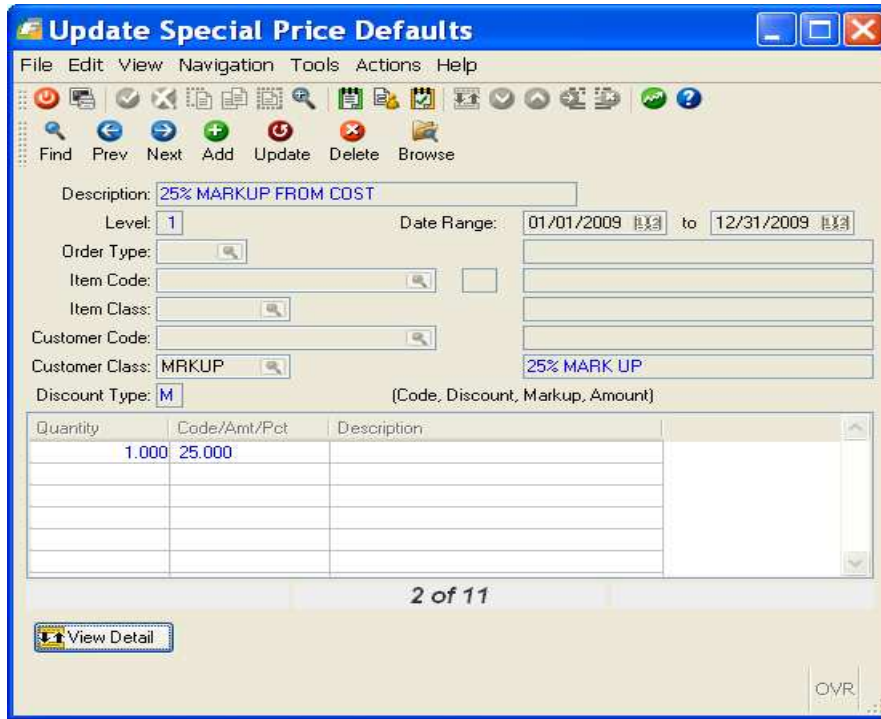 Update Special Price Defaults
File Edit View Navigation Tools Actions Help
Find Prev Next Add Update Delete Browse
Description: 25% MARKUP FROM COST
Level: 1 Date Range: 01/01/2009 to 12/31/2009
Order Type:
Item Code:
Item Class:
Customer Code:
Customer Class: MRKUP 25% MARK UP
Discount Type: M (Code, Discount, Markup, Amount)
Quantity Code/Amt/Pct Description
1.000 25.000
2 of 11
View Detail
OVR